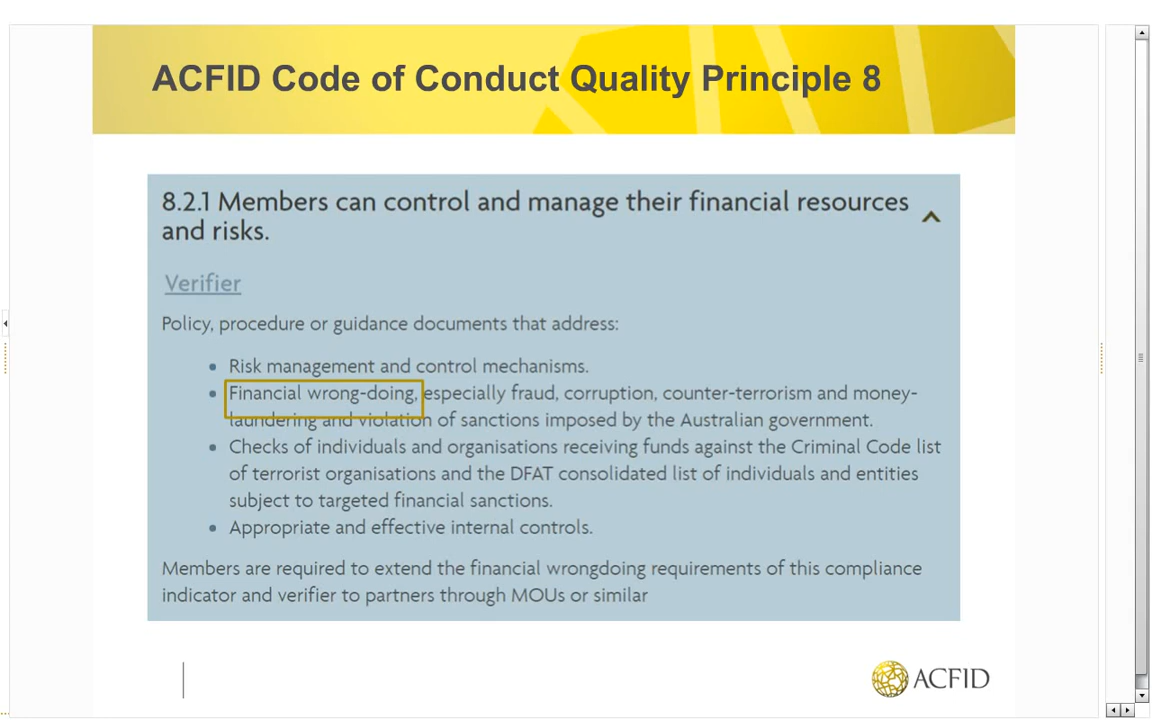 ACFID Code of Conduct Quality Principle 8
8.2.1 Members can control and manage their financial resources
and risks.
Verifier
Policy, procedure or guidance documents that address:
• Risk management and control mechanisms.
• Financial wrong-doing, especially fraud, corruption, counter-terrorism and money-
laundering and violation of sanctions imposed by the Australian government.
• Checks of individuals and organisations receiving funds against the Criminal Code list
of terrorist organisations and the DFAT consolidated list of individuals and entities
subject to targeted financial sanctions.
• Appropriate and effective internal controls.
Members are required to extend the financial wrongdoing requirements of this compliance
indicator and verifier to partners through MOUs or similar
ACFID